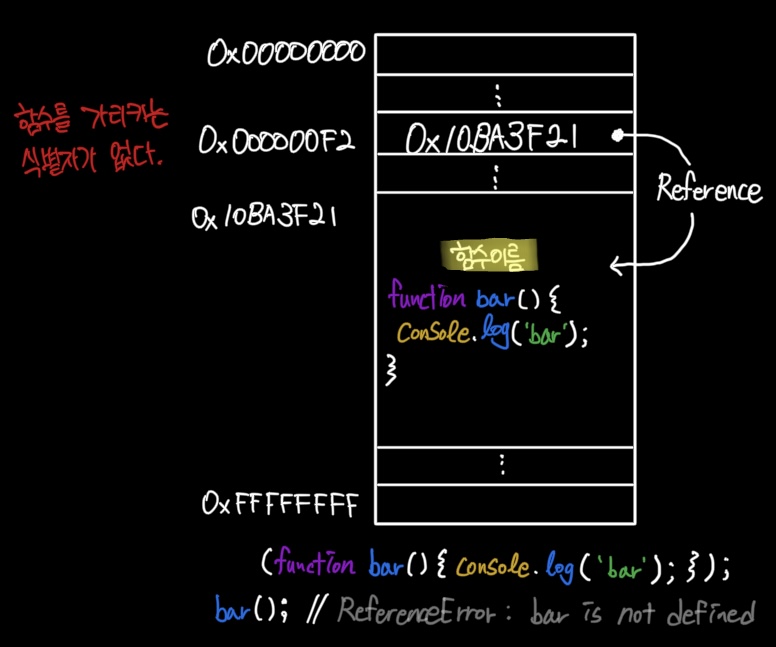 0x00000000
⋮
함수를 가리키는
식별자가 없다.
0x000000F2
0x10BA3F21
⋮
Reference
0x10BA3F21
함수이름
function bar() {
console.log('bar');
}
⋮
0xFFFFFFFF
(function bar() { console.log('bar'); });
bar(); // ReferenceError: bar is not defined